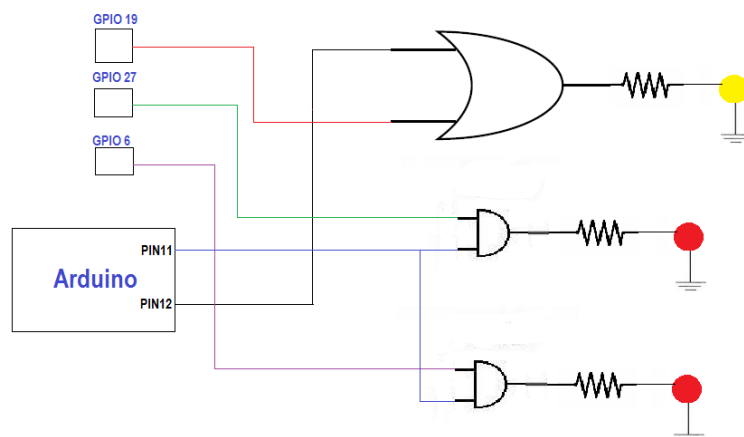 GPIO 19
GPIO 27
GPIO 6
PIN11
Arduino
PIN12